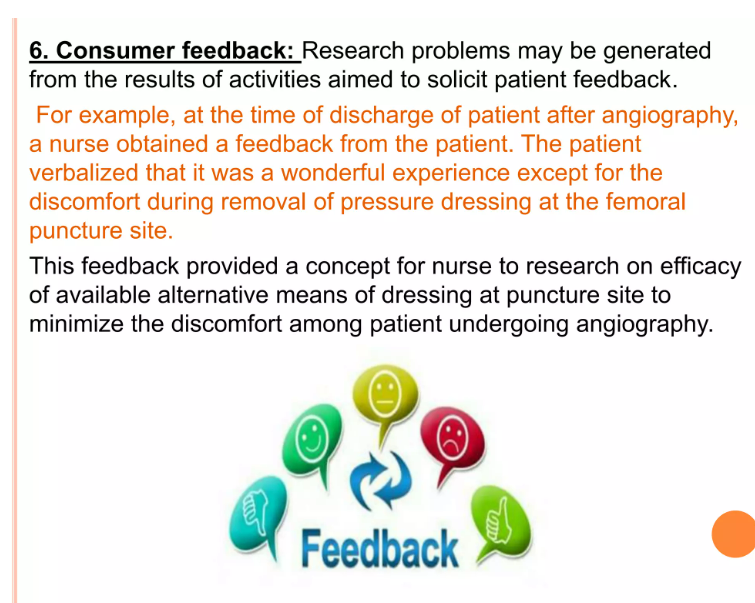 6. Consumer feedback: Research problems may be generated
from the results of activities aimed to solicit patient feedback.
For example, at the time of discharge of patient after angiography,
a nurse obtained a feedback from the patient. The patient
verbalized that it was a wonderful experience except for the
discomfort during removal of pressure dressing at the femoral
puncture site.
This feedback provided a concept for nurse to research on efficacy
of available alternative means of dressing at puncture site to
minimize the discomfort among patient undergoing angiography.
Feedback